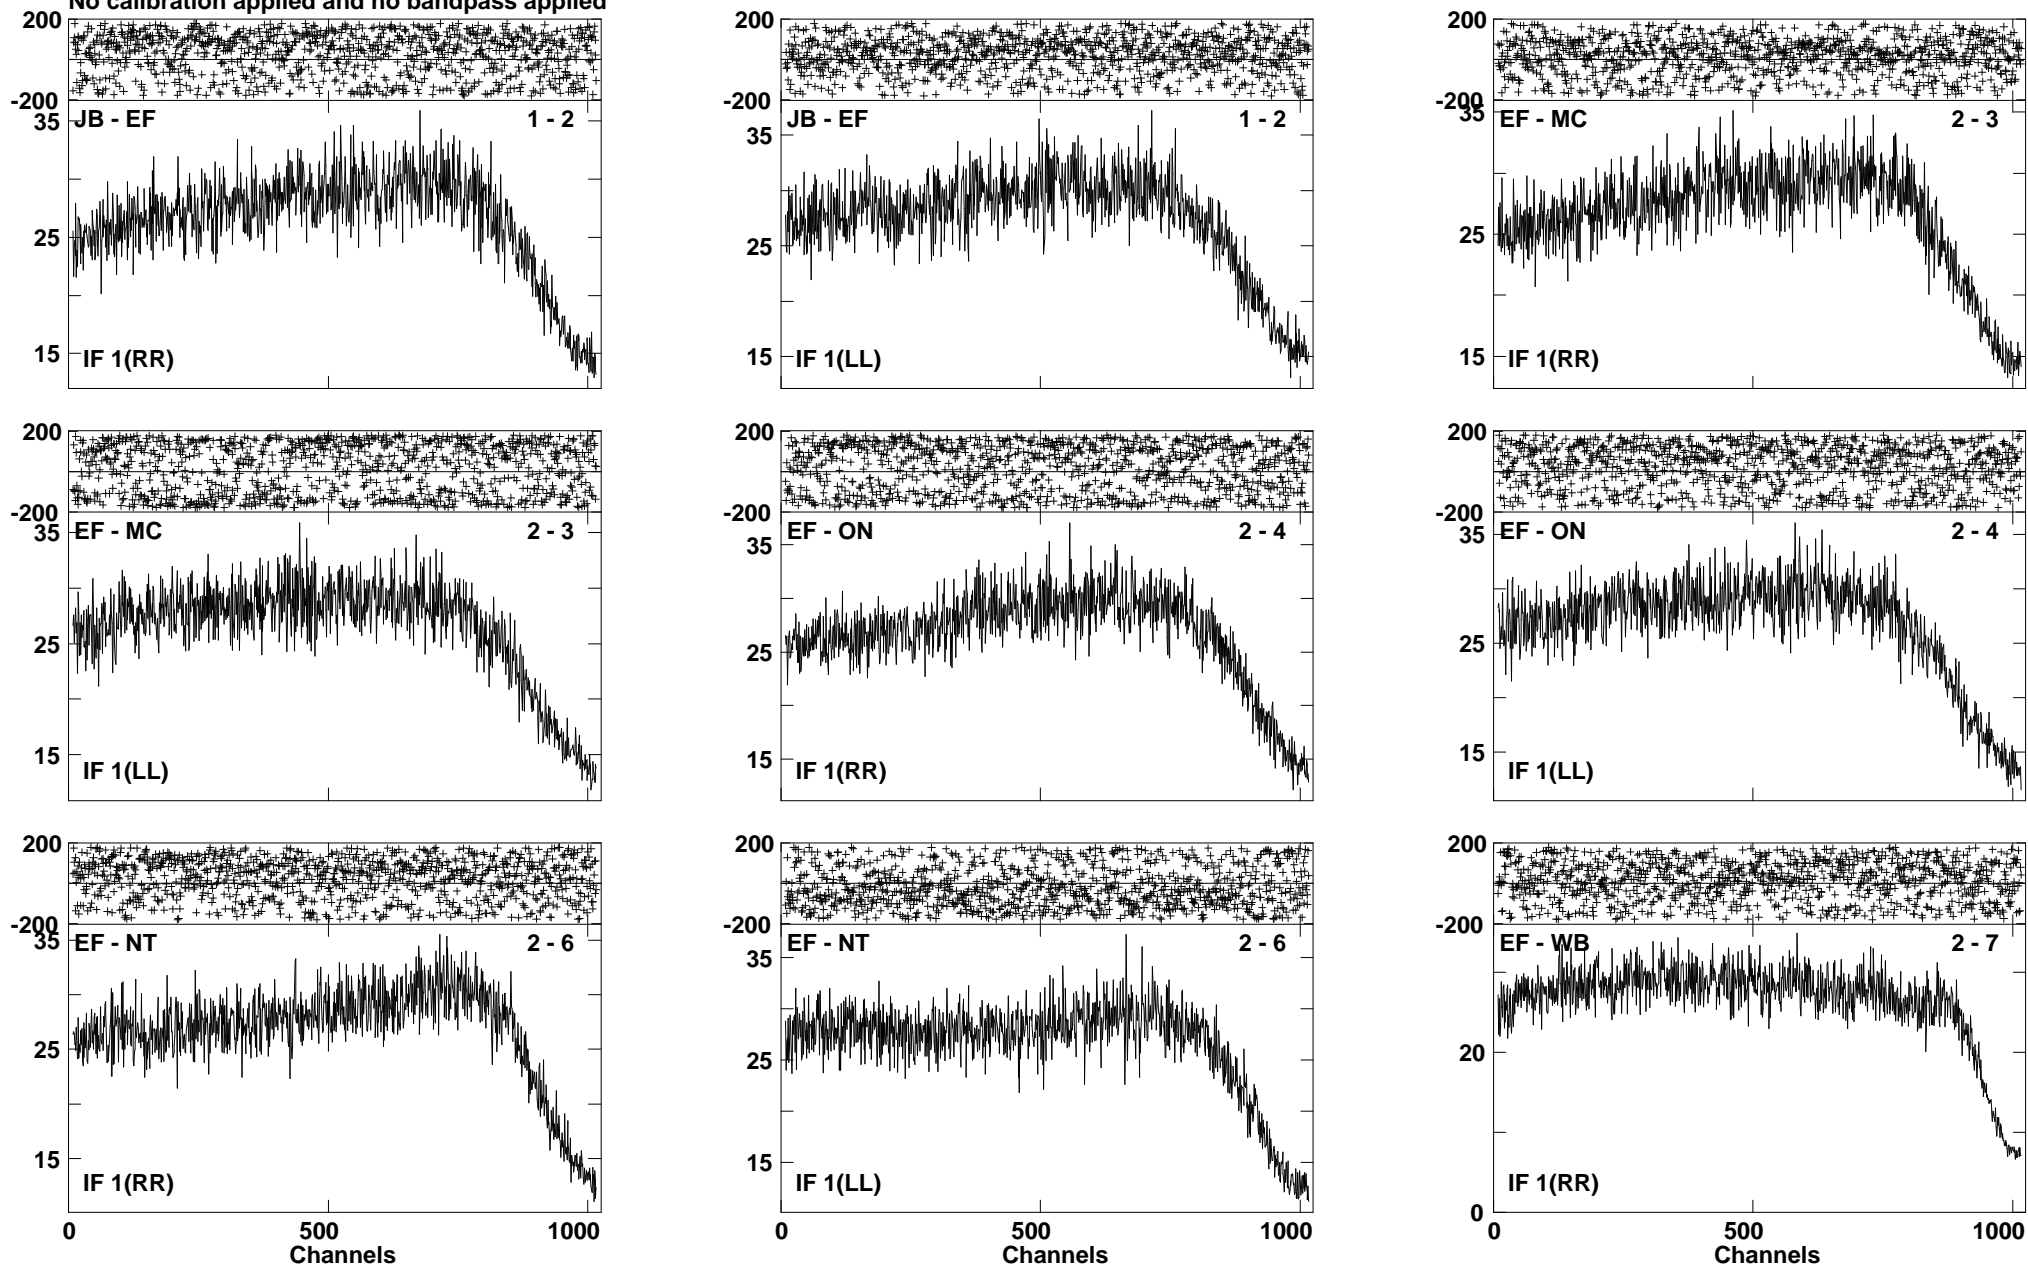 No calibration applied and no bandpass applied
200
-200
JB - EF 1 - 2
35
25
15
IF 1(RR)
200
-200
JB - EF 1 - 2
35
25
15
IF 1(LL)
200
-200
35
EF - MC 2 - 3
25
15
IF 1(RR)
200
-200
EF - MC 2 - 3
35
25
15
IF 1(LL)
200
-200
EF - ON 2 - 4
35
25
15
IF 1(RR)
200
-200
EF - ON 2 - 4
35
25
15
IF 1(LL)
200
-200
35
EF - NT 2 - 6
25
15
IF 1(RR)
0 500 1000
Channels
200
-200
EF - NT 2 - 6
35
25
15
IF 1(LL)
0 500 1000
Channels
200
-200
EF - WB 2 - 7
20
0
IF 1(RR)
0 500 1000
Channels